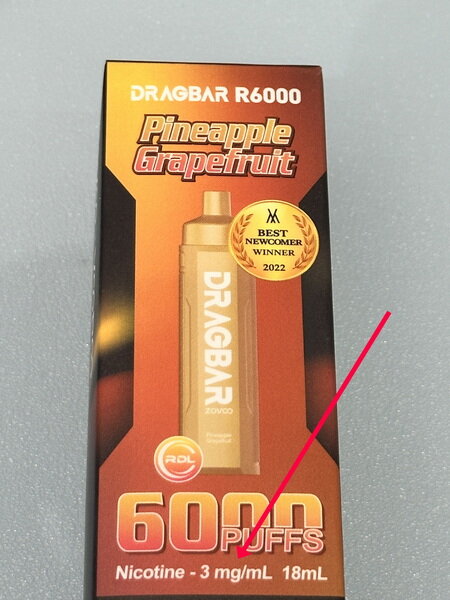 DRAGBAR R6000
Pineapple
Grapefruit
BEST
NEWCOMER
WINNER
2022
DRAGBAR
ZOVOO
Pineapple
Grapefruit
RDL
6000
PUFFS
Nicotine - 3 mg/mL 18mL